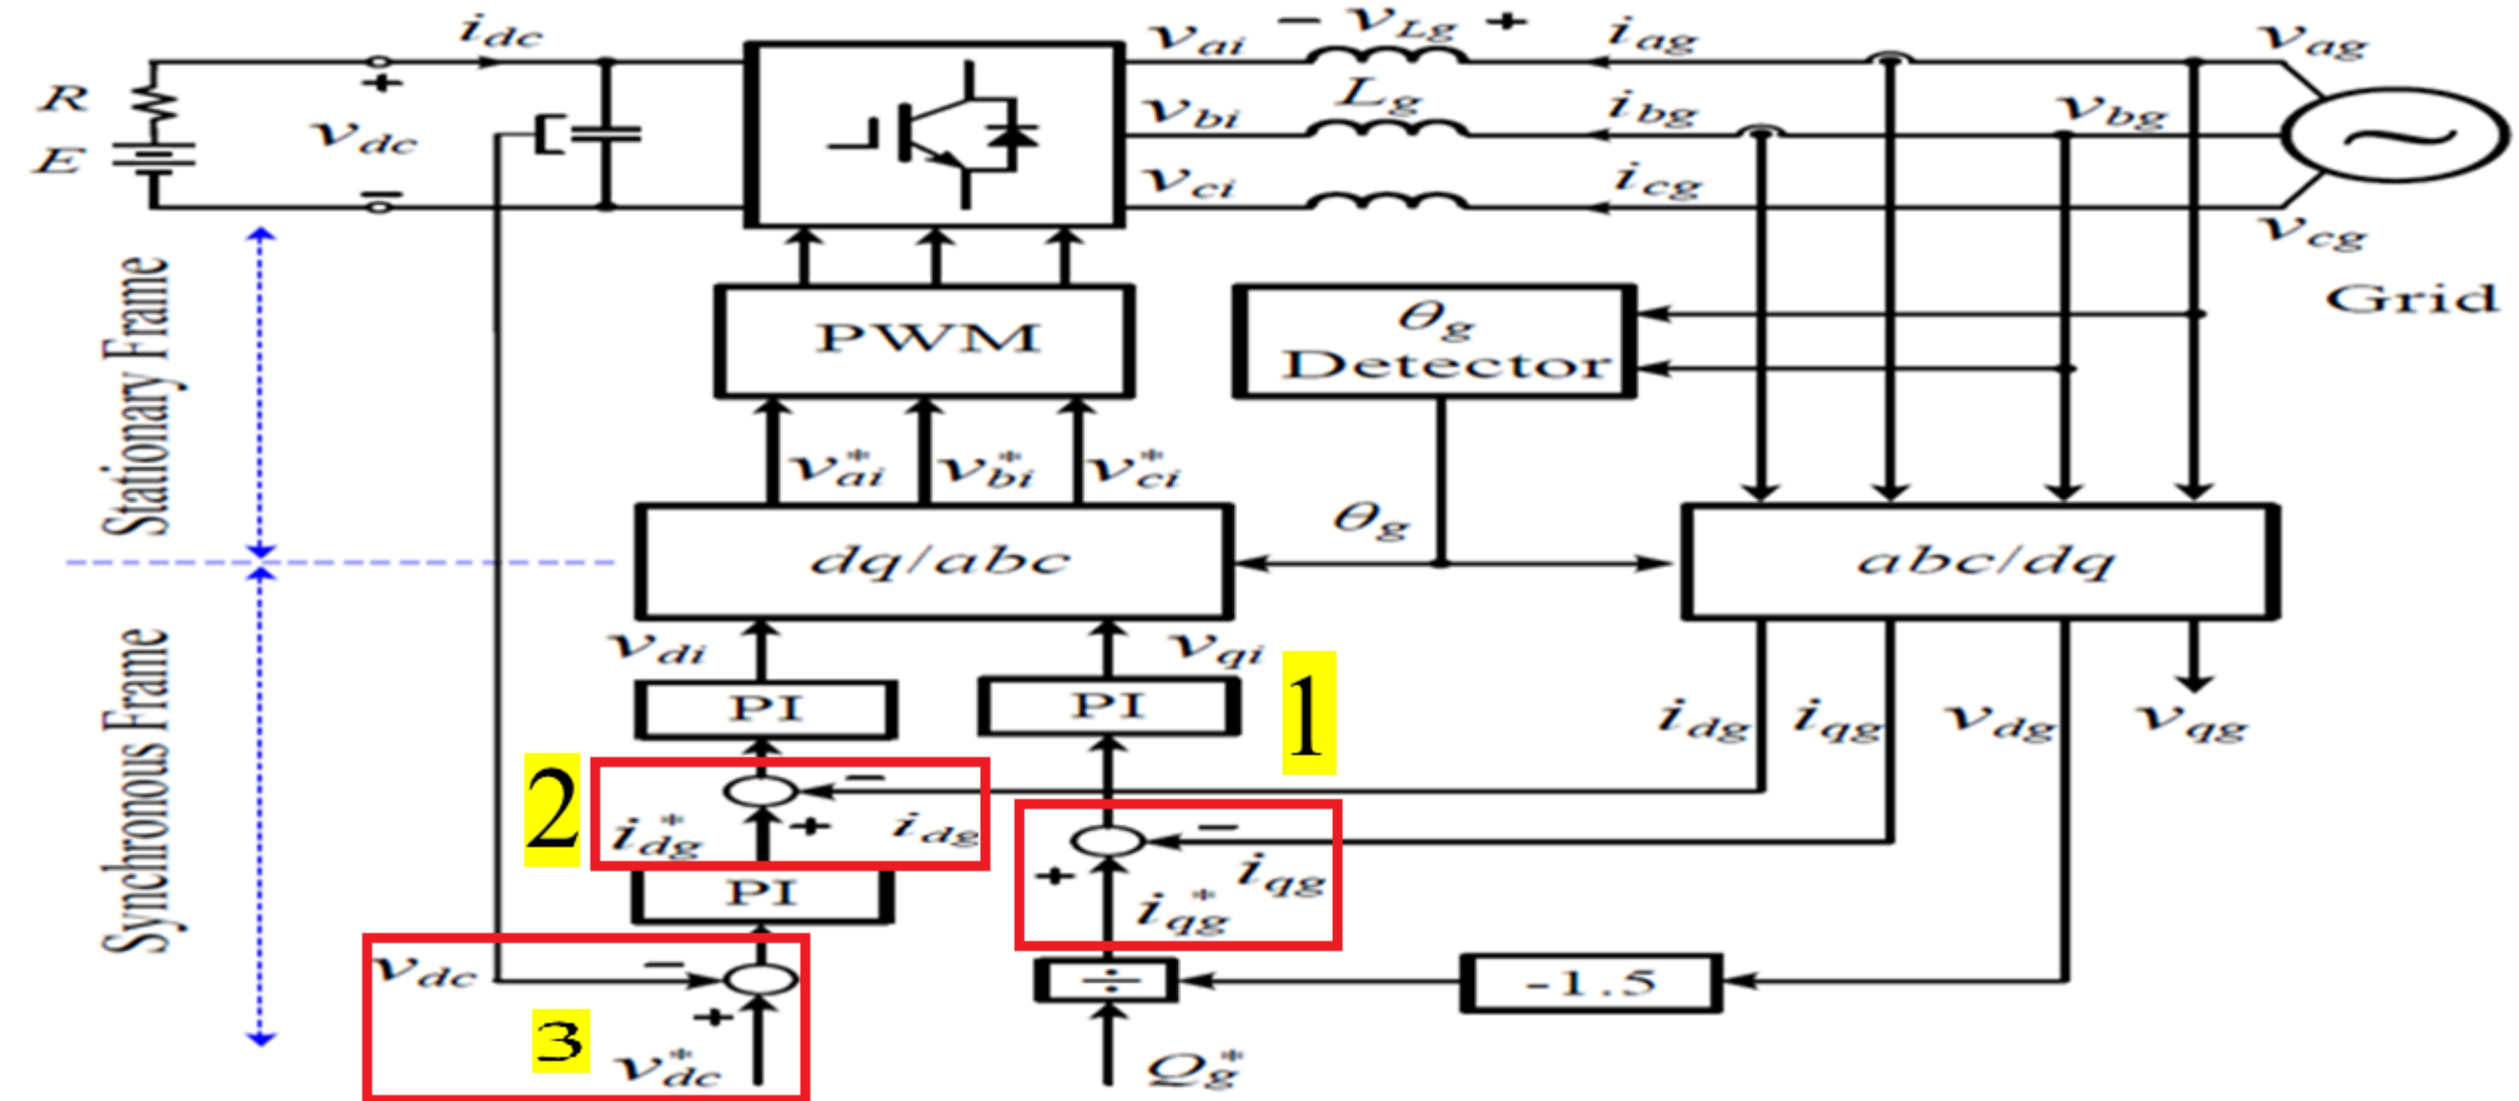 i_dc
v_ai
− v_Lg +
i_ag
v_ag
R
+
v_dc
L_g
v_bi
i_bg
v_bg
E
−
v_ci
i_cg
v_cg
Grid
PWM
θ_g
Detector
Stationary Frame
v*_ai
v*_bi
v*_ci
θ_g
dq/abc
abc/dq
v_di
v_qi
1
PI
PI
i_dg
i_qg
v_dg
v_qg
2
−
i*_dg
+
i_dg
−
+
i_qg
i*_qg
PI
Synchronous Frame
v_dc
−
÷
-1.5
+
3
v*_dc
Q*_g